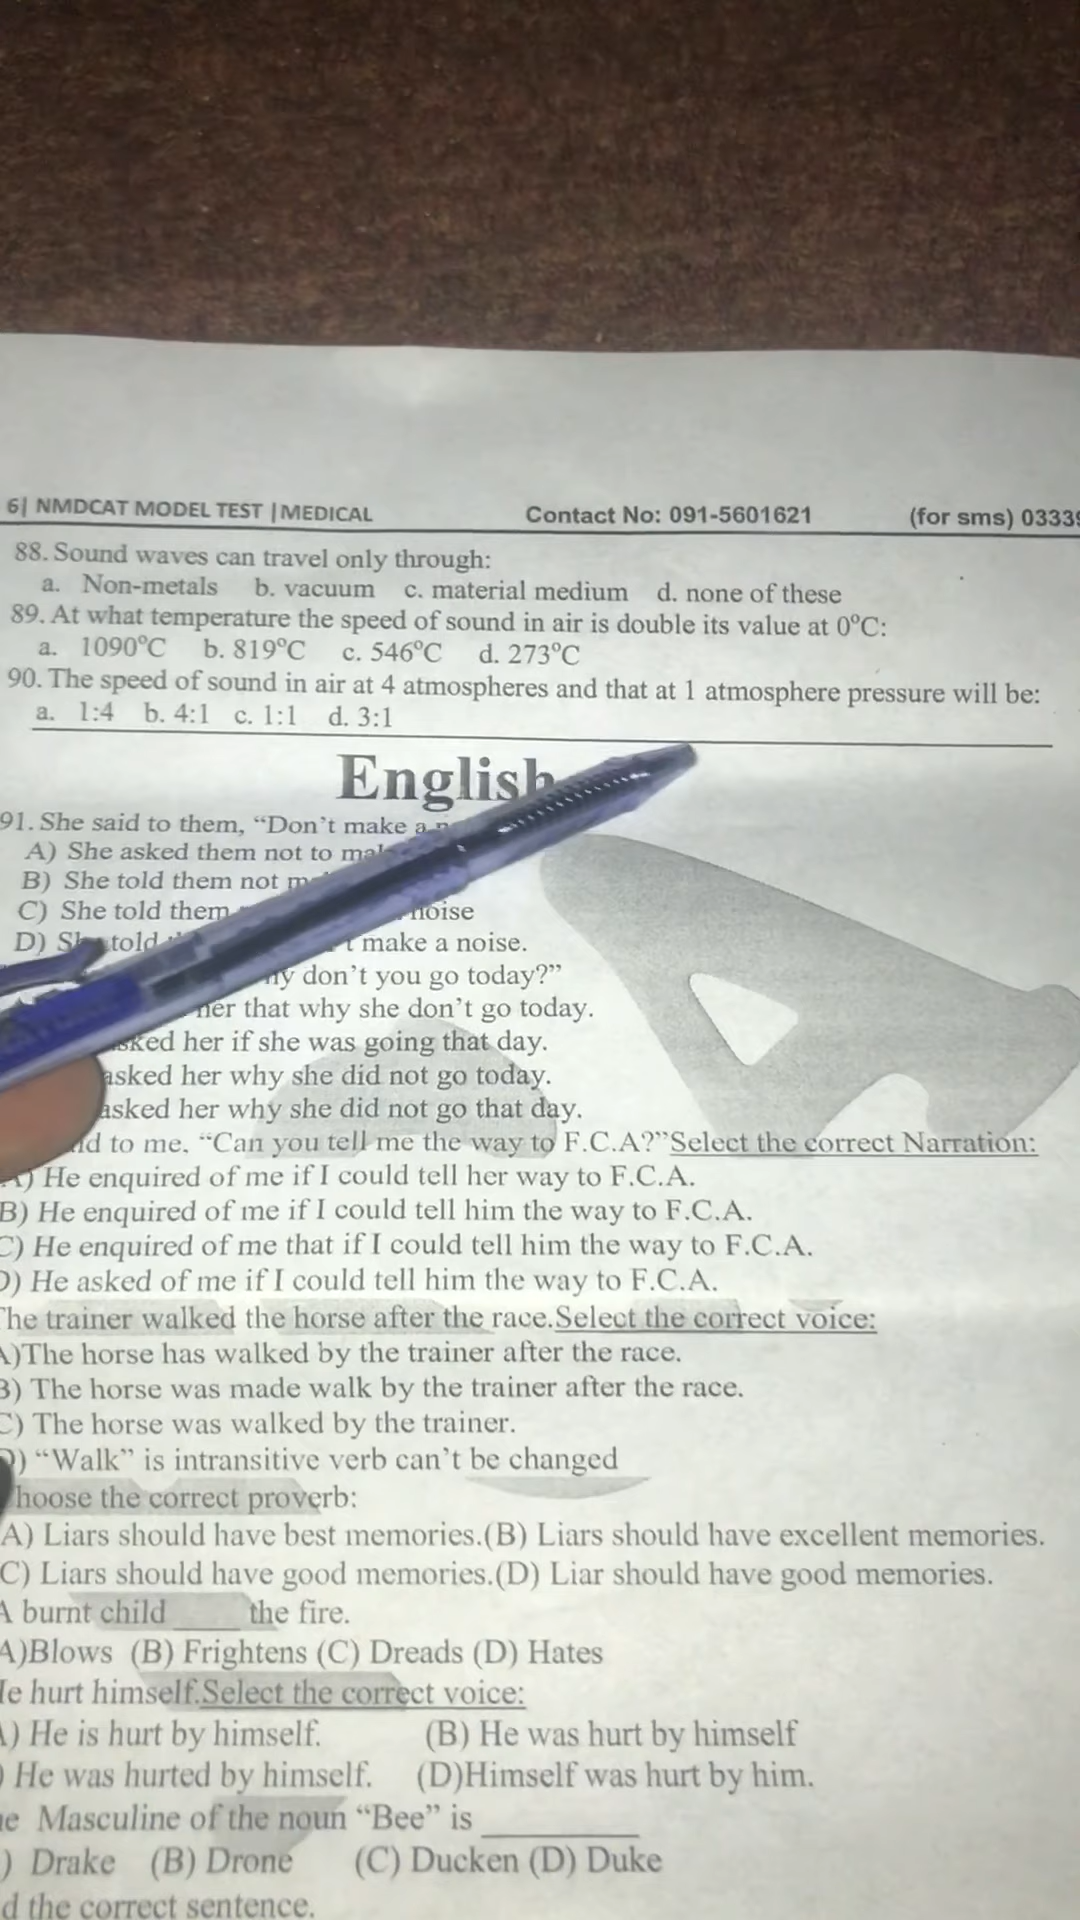 6| NMDCAT MODEL TEST |MEDICAL Contact No: 091-5601621 (for sms) 0333
88. Sound waves can travel only through:
a. Non-metals b. vacuum c. material medium d. none of these
89. At what temperature the speed of sound in air is double its value at 0°C:
a. 1090°C b. 819°C c. 546°C d. 273°C
90. The speed of sound in air at 4 atmospheres and that at 1 atmosphere pressure will be:
a. 1:4 b. 4:1 c. 1:1 d. 3:1
English
91. She said to them, “Don’t make a
A) She asked them not to
B) She told them not
C) She told them noise
D) told make a noise.
don’t you go today?”
her that why she don’t go today.
asked her if she was going that day.
asked her why she did not go today.
asked her why she did not go that day.
to me, “Can you tell me the way to F.C.A?”Select the correct Narration:
A) He enquired of me if I could tell her way to F.C.A.
B) He enquired of me if I could tell him the way to F.C.A.
C) He enquired of me that if I could tell him the way to F.C.A.
D) He asked of me if I could tell him the way to F.C.A.
The trainer walked the horse after the race.Select the correct voice:
A)The horse has walked by the trainer after the race.
B) The horse was made walk by the trainer after the race.
C) The horse was walked by the trainer.
D) “Walk” is intransitive verb can’t be changed
hoose the correct proverb:
A) Liars should have best memories.(B) Liars should have excellent memories.
C) Liars should have good memories.(D) Liar should have good memories.
A burnt child ____ the fire.
A)Blows (B) Frightens (C) Dreads (D) Hates
He hurt himself.Select the correct voice:
) He is hurt by himself. (B) He was hurt by himself
) He was hurted by himself. (D)Himself was hurt by him.
Masculine of the noun “Bee” is ________
) Drake (B) Drone (C) Ducken (D) Duke
the correct sentence.